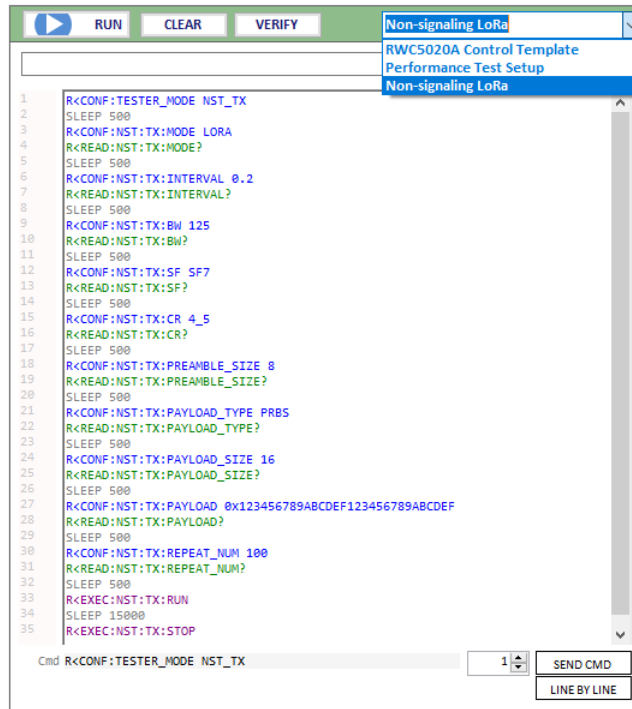 RUN CLEAR VERIFY Non-signaling LoRa
RWC5020A Control Template
Performance Test Setup
Non-signaling LoRa
1 R<CONF:TESTER_MODE NST_TX
2 SLEEP 500
3 R<CONF:NST:TX:MODE LORA
4 R<READ:NST:TX:MODE?
5 SLEEP 500
6 R<CONF:NST:TX:INTERVAL 0.2
7 R<READ:NST:TX:INTERVAL?
8 SLEEP 500
9 R<CONF:NST:TX:BW 125
10 R<READ:NST:TX:BW?
11 SLEEP 500
12 R<CONF:NST:TX:SF SF7
13 R<READ:NST:TX:SF?
14 SLEEP 500
15 R<CONF:NST:TX:CR 4_5
16 R<READ:NST:TX:CR?
17 SLEEP 500
18 R<CONF:NST:TX:PREAMBLE_SIZE 8
19 R<READ:NST:TX:PREAMBLE_SIZE?
20 SLEEP 500
21 R<CONF:NST:TX:PAYLOAD_TYPE PRBS
22 R<READ:NST:TX:PAYLOAD_TYPE?
23 SLEEP 500
24 R<CONF:NST:TX:PAYLOAD_SIZE 16
25 R<READ:NST:TX:PAYLOAD_SIZE?
26 SLEEP 500
27 R<CONF:NST:TX:PAYLOAD 0x123456789ABCDEF123456789ABCDEF
28 R<READ:NST:TX:PAYLOAD?
29 SLEEP 500
30 R<CONF:NST:TX:REPEAT_NUM 100
31 R<READ:NST:TX:REPEAT_NUM?
32 SLEEP 500
33 R<EXEC:NST:TX:RUN
34 SLEEP 15000
35 R<EXEC:NST:TX:STOP
Cmd R<CONF:TESTER_MODE NST_TX 1 SEND CMD
LINE BY LINE